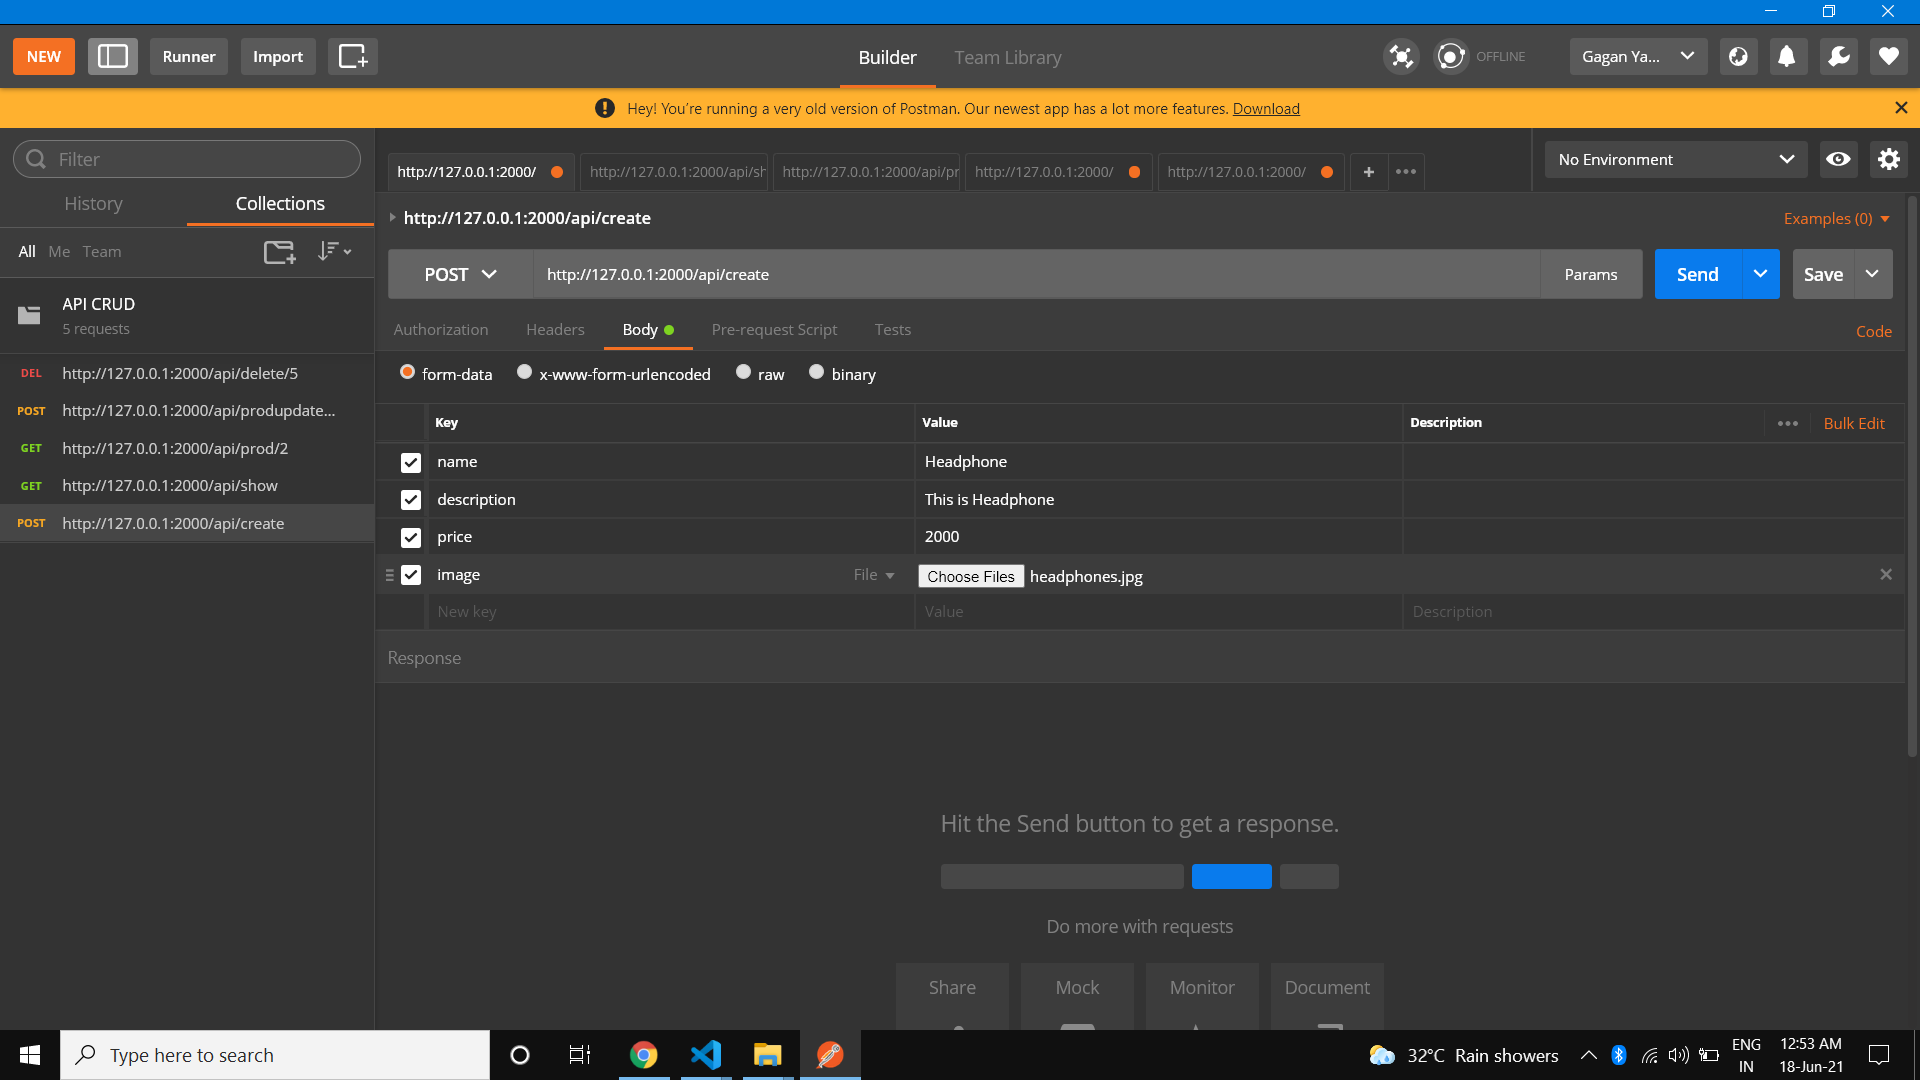 NEW Runner Import Builder Team Library OFFLINE Gagan Ya...
Hey! You're running a very old version of Postman. Our newest app has a lot more features. Download
Filter
History Collections
All Me Team
API CRUD
5 requests
DEL http://127.0.0.1:2000/api/delete/5
POST http://127.0.0.1:2000/api/produpdate...
GET http://127.0.0.1:2000/api/prod/2
GET http://127.0.0.1:2000/api/show
POST http://127.0.0.1:2000/api/create
http://127.0.0.1:2000/ http://127.0.0.1:2000/api/sh http://127.0.0.1:2000/api/pr http://127.0.0.1:2000/ http://127.0.0.1:2000/ + ••• No Environment
http://127.0.0.1:2000/api/create Examples (0)
POST http://127.0.0.1:2000/api/create Params Send Save
Authorization Headers Body Pre-request Script Tests Code
form-data x-www-form-urlencoded raw binary
Key Value Description ••• Bulk Edit
name Headphone
description This is Headphone
price 2000
image File Choose Files headphones.jpg
New key Value Description
Response
Hit the Send button to get a response.
Do more with requests
Share Mock Monitor Document
Type here to search 32°C Rain showers ENG IN 12:53 AM 18-Jun-21